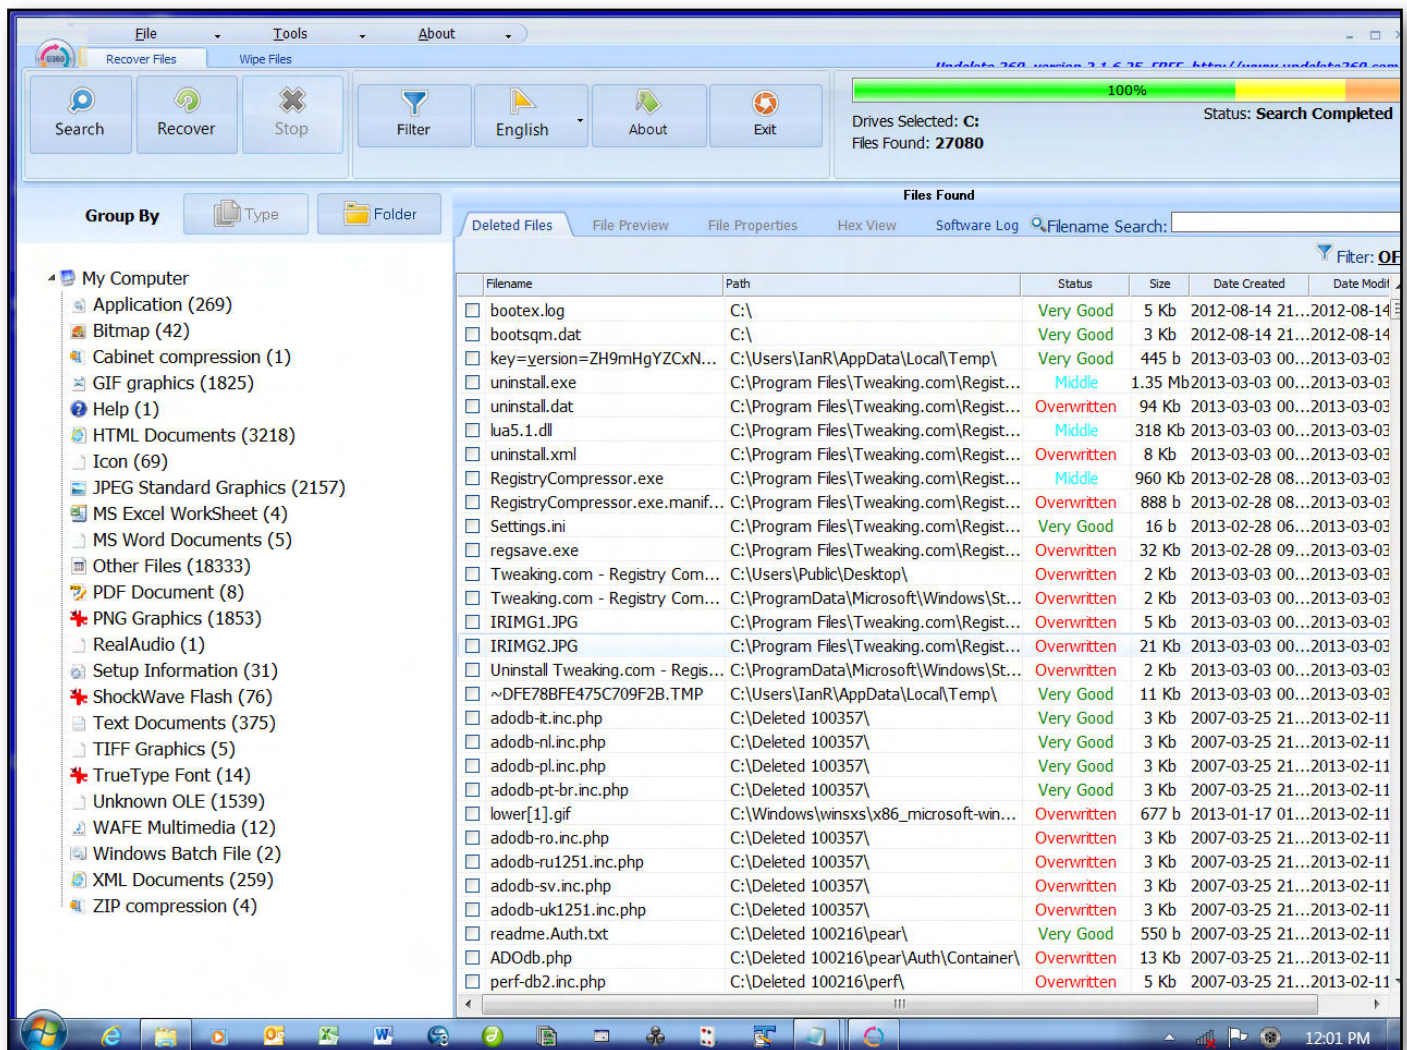 File Tools About
Recover Files Wipe Files
Undelete 360, version 2.1.6.25 FREE, http://www.undelete360.com
Search Recover Stop Filter English About Exit
100%
Drives Selected: C: Status: Search Completed
Files Found: 27080
Group By Type Folder
Files Found
Deleted Files File Preview File Properties Hex View Software Log Filename Search:
Filter: OF
My Computer
Application (269)
Bitmap (42)
Cabinet compression (1)
GIF graphics (1825)
Help (1)
HTML Documents (3218)
Icon (69)
JPEG Standard Graphics (2157)
MS Excel WorkSheet (4)
MS Word Documents (5)
Other Files (18333)
PDF Document (8)
PNG Graphics (1853)
RealAudio (1)
Setup Information (31)
ShockWave Flash (76)
Text Documents (375)
TIFF Graphics (5)
TrueType Font (14)
Unknown OLE (1539)
WAFE Multimedia (12)
Windows Batch File (2)
XML Documents (259)
ZIP compression (4)
Filename Path Status Size Date Created Date Modif
bootex.log C:\ Very Good 5 Kb 2012-08-14 21... 2012-08-14
bootsqm.dat C:\ Very Good 3 Kb 2012-08-14 21... 2012-08-14
key=version=ZH9mHgYZCxN... C:\Users\IanR\AppData\Local\Temp\ Very Good 445 b 2013-03-03 00... 2013-03-03
uninstall.exe C:\Program Files\Tweaking.com\Regist... Middle 1.35 Mb 2013-03-03 00... 2013-03-03
uninstall.dat C:\Program Files\Tweaking.com\Regist... Overwritten 94 Kb 2013-03-03 00... 2013-03-03
lua5.1.dll C:\Program Files\Tweaking.com\Regist... Middle 318 Kb 2013-03-03 00... 2013-03-03
uninstall.xml C:\Program Files\Tweaking.com\Regist... Overwritten 8 Kb 2013-03-03 00... 2013-03-03
RegistryCompressor.exe C:\Program Files\Tweaking.com\Regist... Middle 960 Kb 2013-02-28 08... 2013-03-03
RegistryCompressor.exe.manif... C:\Program Files\Tweaking.com\Regist... Overwritten 888 b 2013-02-28 08... 2013-03-03
Settings.ini C:\Program Files\Tweaking.com\Regist... Very Good 16 b 2013-02-28 06... 2013-03-03
regsave.exe C:\Program Files\Tweaking.com\Regist... Overwritten 32 Kb 2013-02-28 09... 2013-03-03
Tweaking.com - Registry Com... C:\Users\Public\Desktop\ Overwritten 2 Kb 2013-03-03 00... 2013-03-03
Tweaking.com - Registry Com... C:\ProgramData\Microsoft\Windows\St... Overwritten 2 Kb 2013-03-03 00... 2013-03-03
IRIMG1.JPG C:\Program Files\Tweaking.com\Regist... Overwritten 5 Kb 2013-03-03 00... 2013-03-03
IRIMG2.JPG C:\Program Files\Tweaking.com\Regist... Overwritten 21 Kb 2013-03-03 00... 2013-03-03
Uninstall Tweaking.com - Regis... C:\ProgramData\Microsoft\Windows\St... Overwritten 2 Kb 2013-03-03 00... 2013-03-03
~DFE78BFE475C709F2B.TMP C:\Users\IanR\AppData\Local\Temp\ Very Good 11 Kb 2013-03-03 00... 2013-03-03
adodb-it.inc.php C:\Deleted 100357\ Very Good 3 Kb 2007-03-25 21... 2013-02-11
adodb-nl.inc.php C:\Deleted 100357\ Very Good 3 Kb 2007-03-25 21... 2013-02-11
adodb-pl.inc.php C:\Deleted 100357\ Very Good 3 Kb 2007-03-25 21... 2013-02-11
adodb-pt-br.inc.php C:\Deleted 100357\ Very Good 3 Kb 2007-03-25 21... 2013-02-11
lower[1].gif C:\Windows\winsxs\x86_microsoft-win... Overwritten 677 b 2013-01-17 01... 2013-02-11
adodb-ro.inc.php C:\Deleted 100357\ Overwritten 3 Kb 2007-03-25 21... 2013-02-11
adodb-ru1251.inc.php C:\Deleted 100357\ Overwritten 3 Kb 2007-03-25 21... 2013-02-11
adodb-sv.inc.php C:\Deleted 100357\ Overwritten 3 Kb 2007-03-25 21... 2013-02-11
adodb-uk1251.inc.php C:\Deleted 100357\ Overwritten 3 Kb 2007-03-25 21... 2013-02-11
readme.Auth.txt C:\Deleted 100216\pear\ Very Good 550 b 2007-03-25 21... 2013-02-11
ADOdb.php C:\Deleted 100216\pear\Auth\Container\ Overwritten 13 Kb 2007-03-25 21... 2013-02-11
perf-db2.inc.php C:\Deleted 100216\perf\ Overwritten 5 Kb 2007-03-25 21... 2013-02-11
12:01 PM